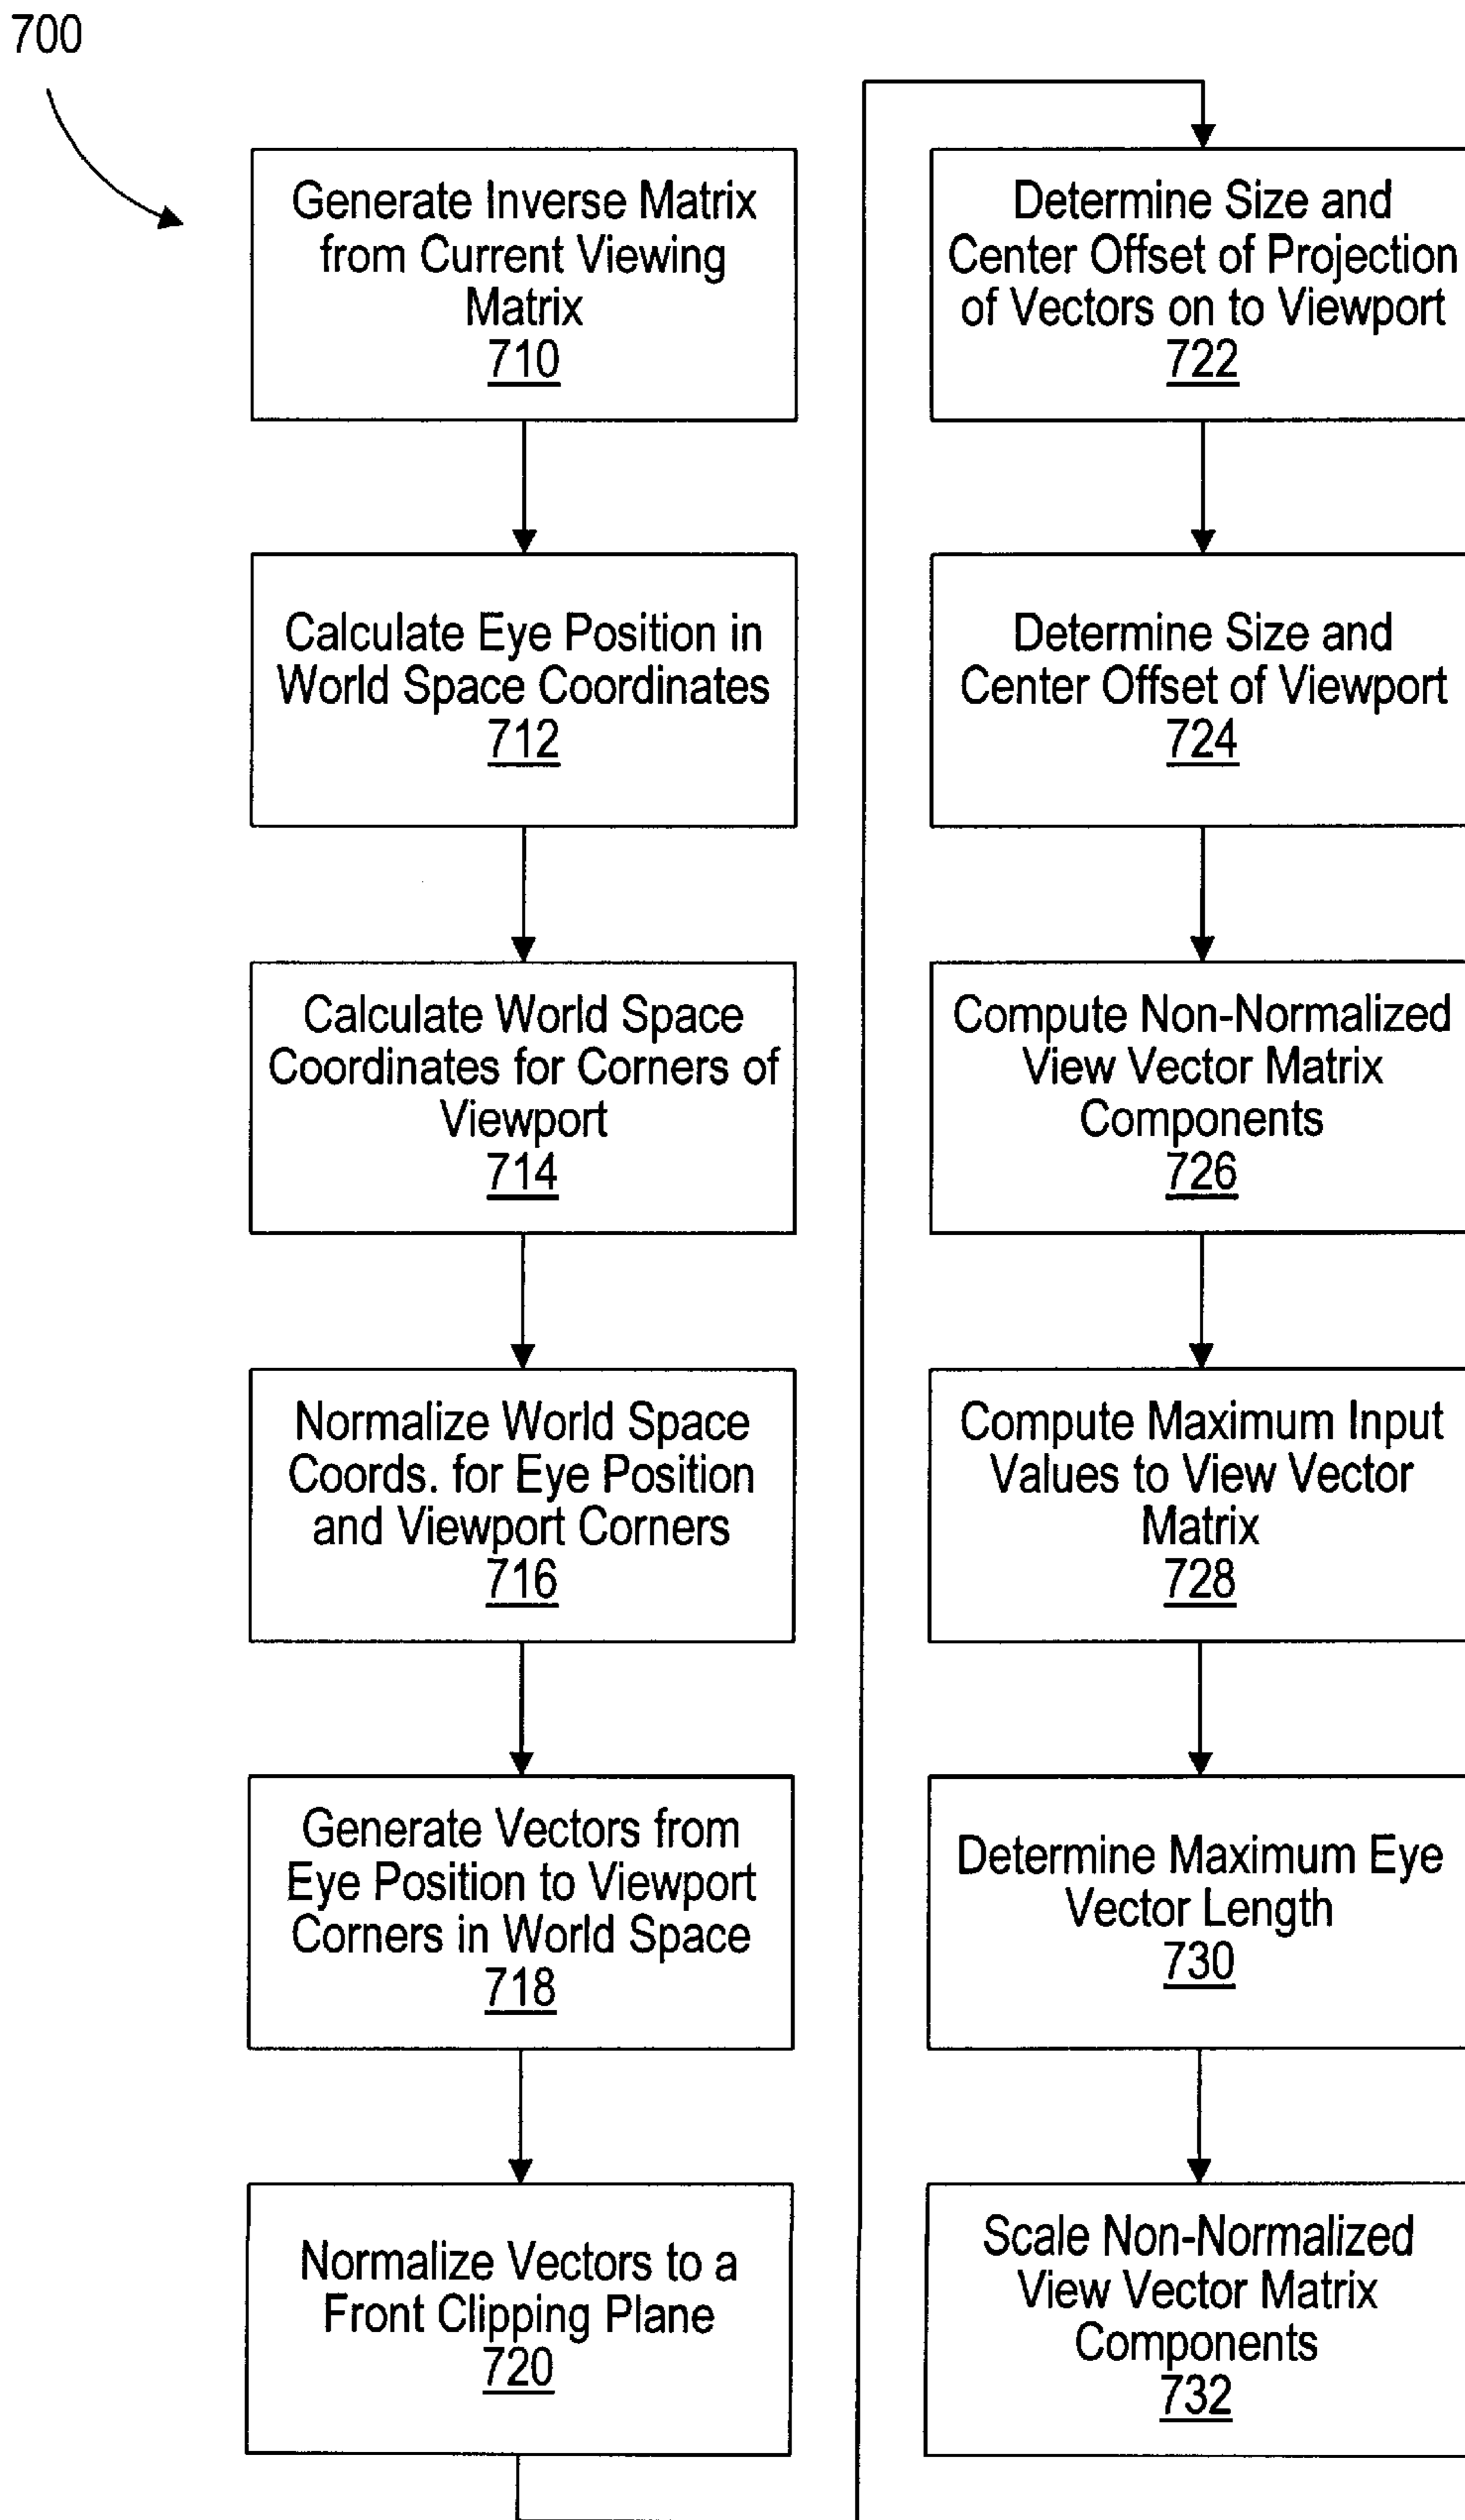 700
Generate Inverse Matrix
from Current Viewing
Matrix
710
Calculate Eye Position in
World Space Coordinates
712
Calculate World Space
Coordinates for Corners of
Viewport
714
Normalize World Space
Coords. for Eye Position
and Viewport Corners
716
Generate Vectors from
Eye Position to Viewport
Corners in World Space
718
Normalize Vectors to a
Front Clipping Plane
720
Determine Size and
Center Offset of Projection
of Vectors on to Viewport
722
Determine Size and
Center Offset of Viewport
724
Compute Non-Normalized
View Vector Matrix
Components
726
Compute Maximum Input
Values to View Vector
Matrix
728
Determine Maximum Eye
Vector Length
730
Scale Non-Normalized
View Vector Matrix
Components
732